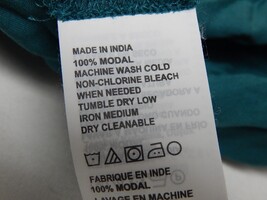 MADE IN INDIA
100% MODAL
MACHINE WASH COLD
NON-CHLORINE BLEACH
WHEN NEEDED
TUMBLE DRY LOW
IRON MEDIUM
DRY CLEANABLE
FABRIQUE EN INDE
100% MODAL
LAVAGE EN MACHINE